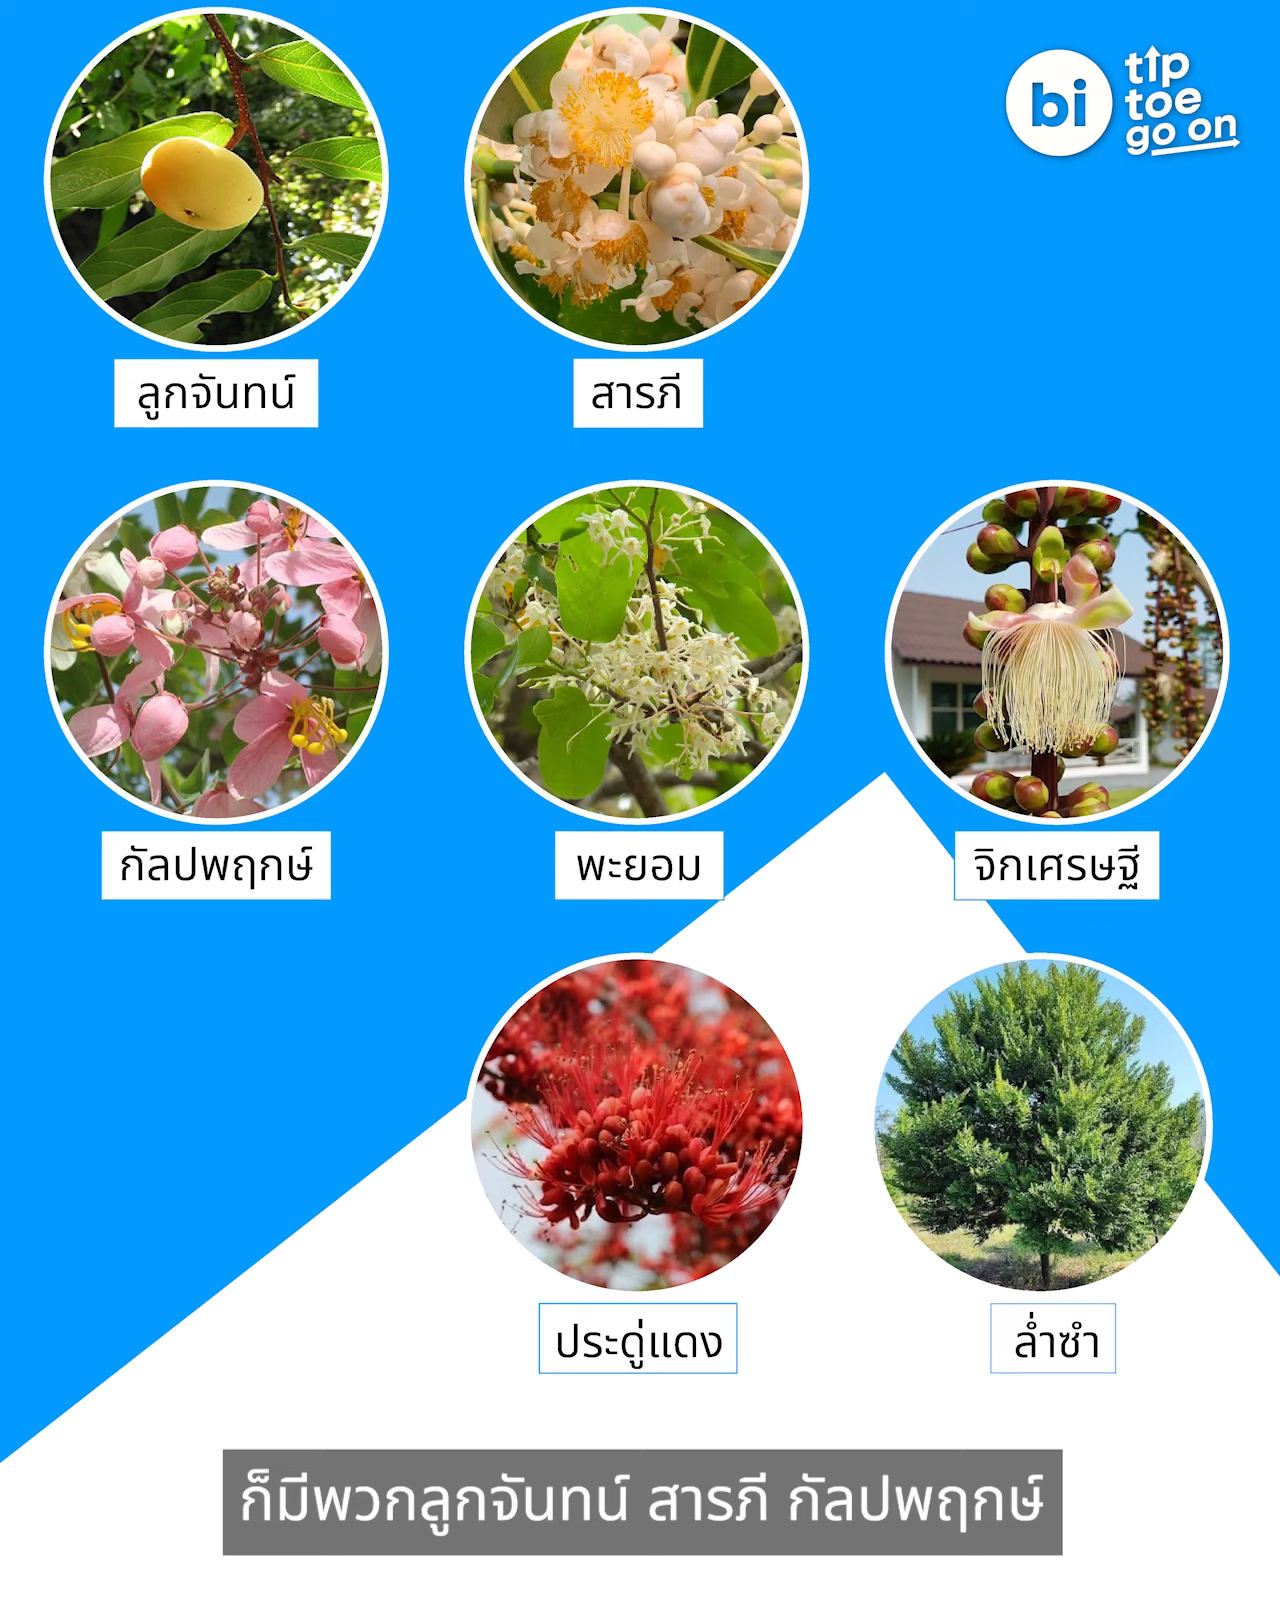 bi
tip
toe
go on
ลูกจันทน์
สารภี
กัลปพฤกษ์
พะยอม
จิกเศรษฐี
ประดู่แดง
ล่ำซำ
ก็มีพวกลูกจันทน์ สารภี กัลปพฤกษ์